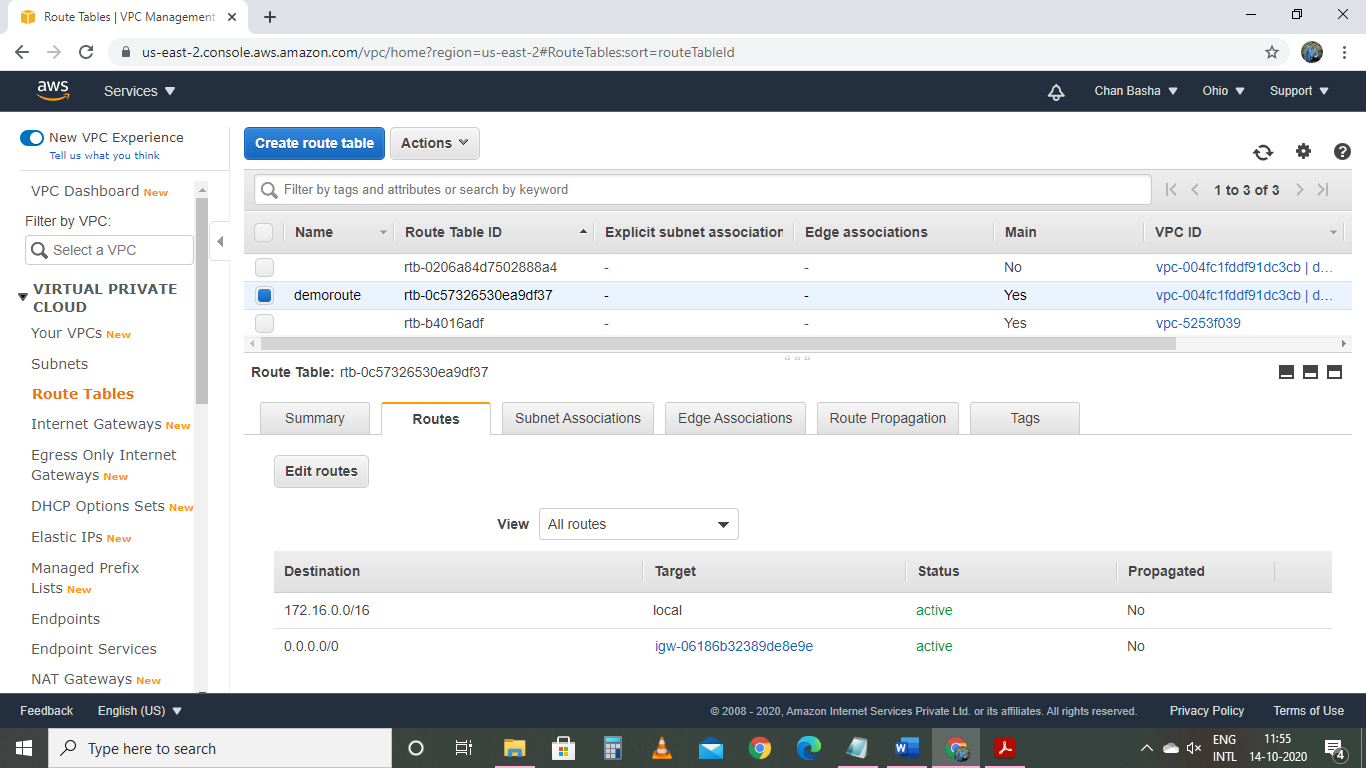 Route Tables | VPC Management
us-east-2.console.aws.amazon.com/vpc/home?region=us-east-2#RouteTables:sort=routeTableId
aws
Services
Chan Basha
Ohio
Support
New VPC Experience
Tell us what you think
VPC Dashboard New
Filter by VPC:
Select a VPC
VIRTUAL PRIVATE
CLOUD
Your VPCs New
Subnets
Route Tables
Internet Gateways New
Egress Only Internet
Gateways New
DHCP Options Sets New
Elastic IPs New
Managed Prefix
Lists New
Endpoints
Endpoint Services
NAT Gateways New
Create route table
Actions
Filter by tags and attributes or search by keyword
1 to 3 of 3
Name Route Table ID Explicit subnet association Edge associations Main VPC ID
rtb-0206a84d7502888a4 - - No vpc-004fc1fddf91dc3cb | d...
demoroute rtb-0c57326530ea9df37 - - Yes vpc-004fc1fddf91dc3cb | d...
rtb-b4016adf - - Yes vpc-5253f039
Route Table: rtb-0c57326530ea9df37
Summary Routes Subnet Associations Edge Associations Route Propagation Tags
Edit routes
View All routes
Destination Target Status Propagated
172.16.0.0/16 local active No
0.0.0.0/0 igw-06186b32389de8e9e active No
Feedback English (US) © 2008 - 2020, Amazon Internet Services Private Ltd. or its affiliates. All rights reserved. Privacy Policy Terms of Use
Type here to search
ENG
INTL
11:55
14-10-2020
4